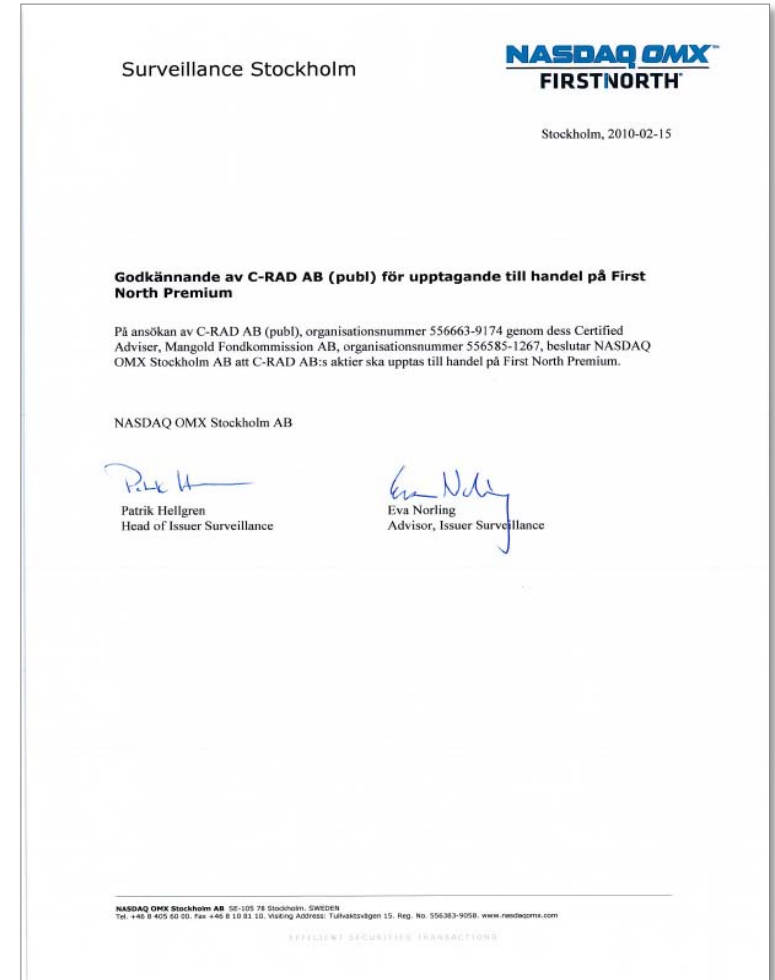 Surveillance Stockholm
NASDAQ OMX™
FIRSTNORTH
Stockholm, 2010-02-15
Godkännande av C-RAD AB (publ) för upptagande till handel på First
North Premium
På ansökan av C-RAD AB (publ), organisationsnummer 556663-9174 genom dess Certified
Adviser, Mangold Fondkommission AB, organisationsnummer 556585-1267, beslutar NASDAQ
OMX Stockholm AB att C-RAD AB:s aktier ska upptas till handel på First North Premium.
NASDAQ OMX Stockholm AB
Patrik Hellgren
Head of Issuer Surveillance
Eva Norling
Advisor, Issuer Surveillance
NASDAQ OMX Stockholm AB SE-105 78 Stockholm. SWEDEN
Tel. +46 8 405 60 00. Fax +46 8 10 81 10. Visiting Address: Tullvaktsvägen 15. Reg. No. 556383-9058. www.nasdaqomx.com
EFFICIENT SECURITIES TRANSACTIONS